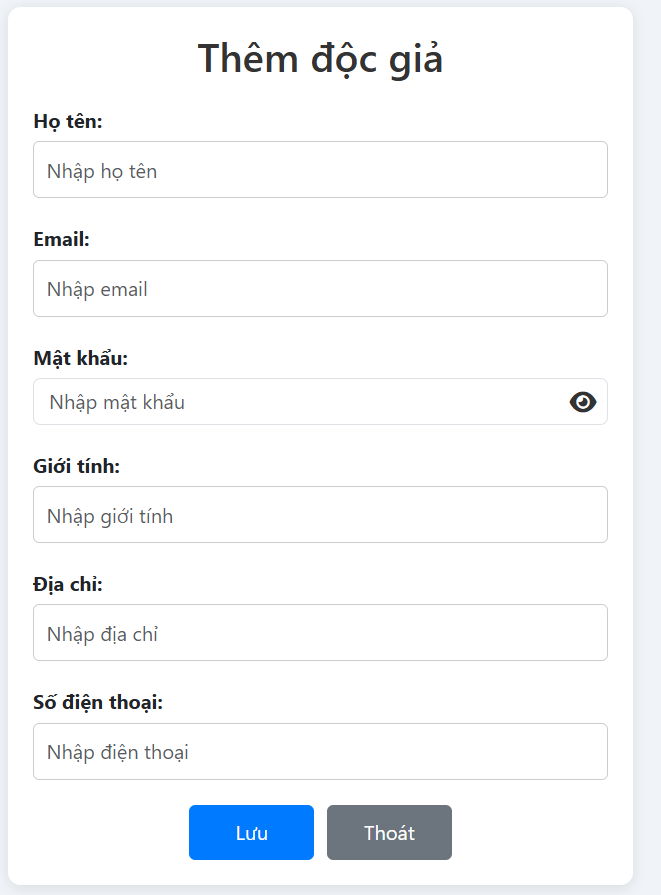 Thêm độc giả
Họ tên:
Nhập họ tên
Email:
Nhập email
Mật khẩu:
Nhập mật khẩu
Giới tính:
Nhập giới tính
Địa chỉ:
Nhập địa chỉ
Số điện thoại:
Nhập điện thoại
Lưu Thoát